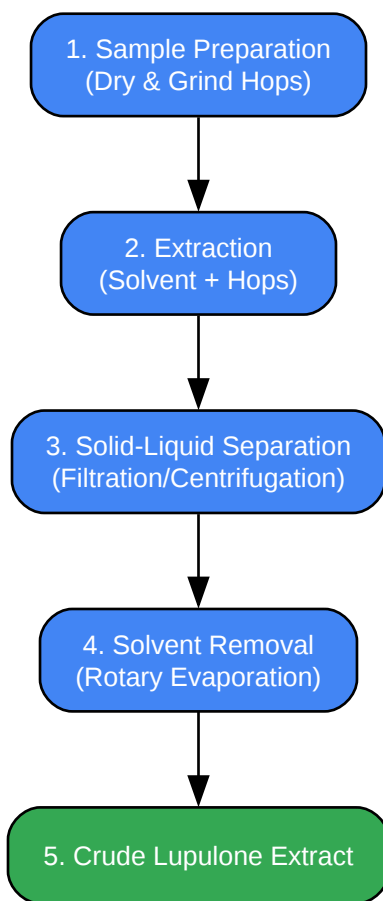 1. Sample Preparation
(Dry & Grind Hops)
2. Extraction
(Solvent + Hops)
3. Solid-Liquid Separation
(Filtration/Centrifugation)
4. Solvent Removal
(Rotary Evaporation)
5. Crude Lupulone Extract